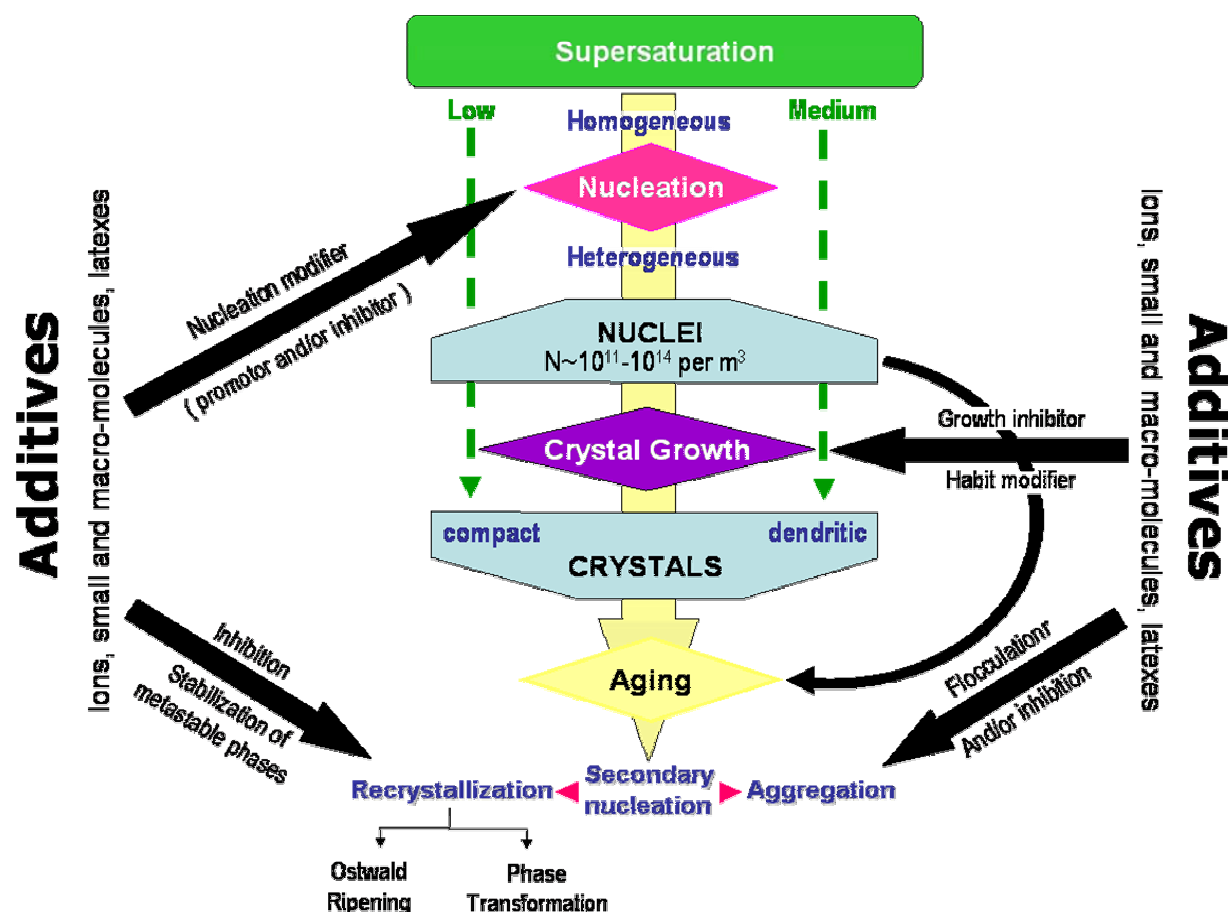 Supersaturation
Low
Medium
Homogeneous
Nucleation
Heterogeneous
Nucleation modifier
( promotor and/or inhibitor )
NUCLEI
N~10¹¹-10¹⁴ per m³
Additives
Ions, small and macro-molecules, latexes
Additives
Ions, small and macro-molecules, latexes
Growth inhibitor
Crystal Growth
Habit modifier
compact
dendritic
CRYSTALS
Inhibition
Stabilization of
metastable phases
Aging
Flocculationr
And/or inhibition
Recrystallization
Secondary
nucleation
Aggregation
Ostwald
Ripening
Phase
Transformation